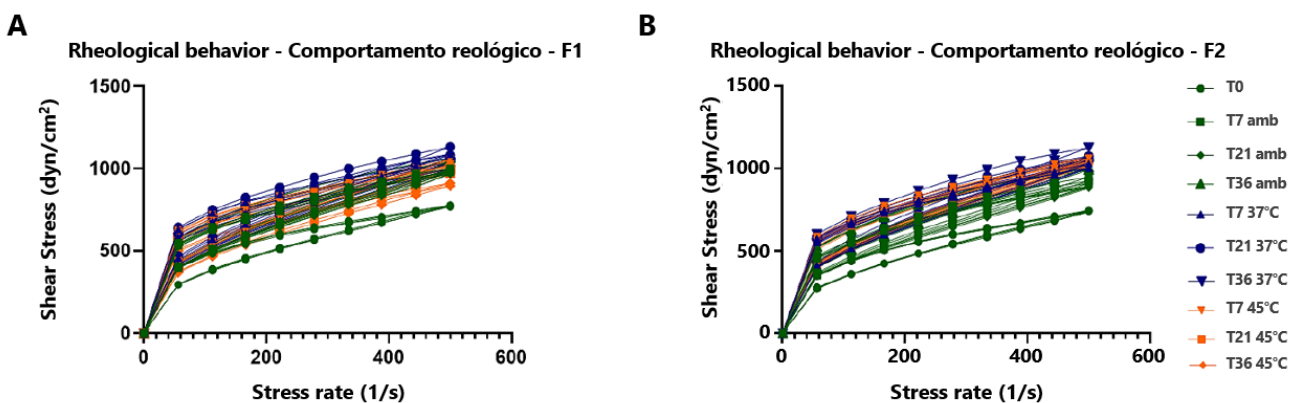 A
Rheological behavior - Comportamento reológico - F1
1500
1000
500
0
0
200
400
600
Shear Stress (dyn/cm²)
Stress rate (1/s)
B
Rheological behavior - Comportamento reológico - F2
1500
1000
500
0
0
200
400
600
Shear Stress (dyn/cm²)
Stress rate (1/s)
T0
T7 amb
T21 amb
T36 amb
T7 37°C
T21 37°C
T36 37°C
T7 45°C
T21 45°C
T36 45°C